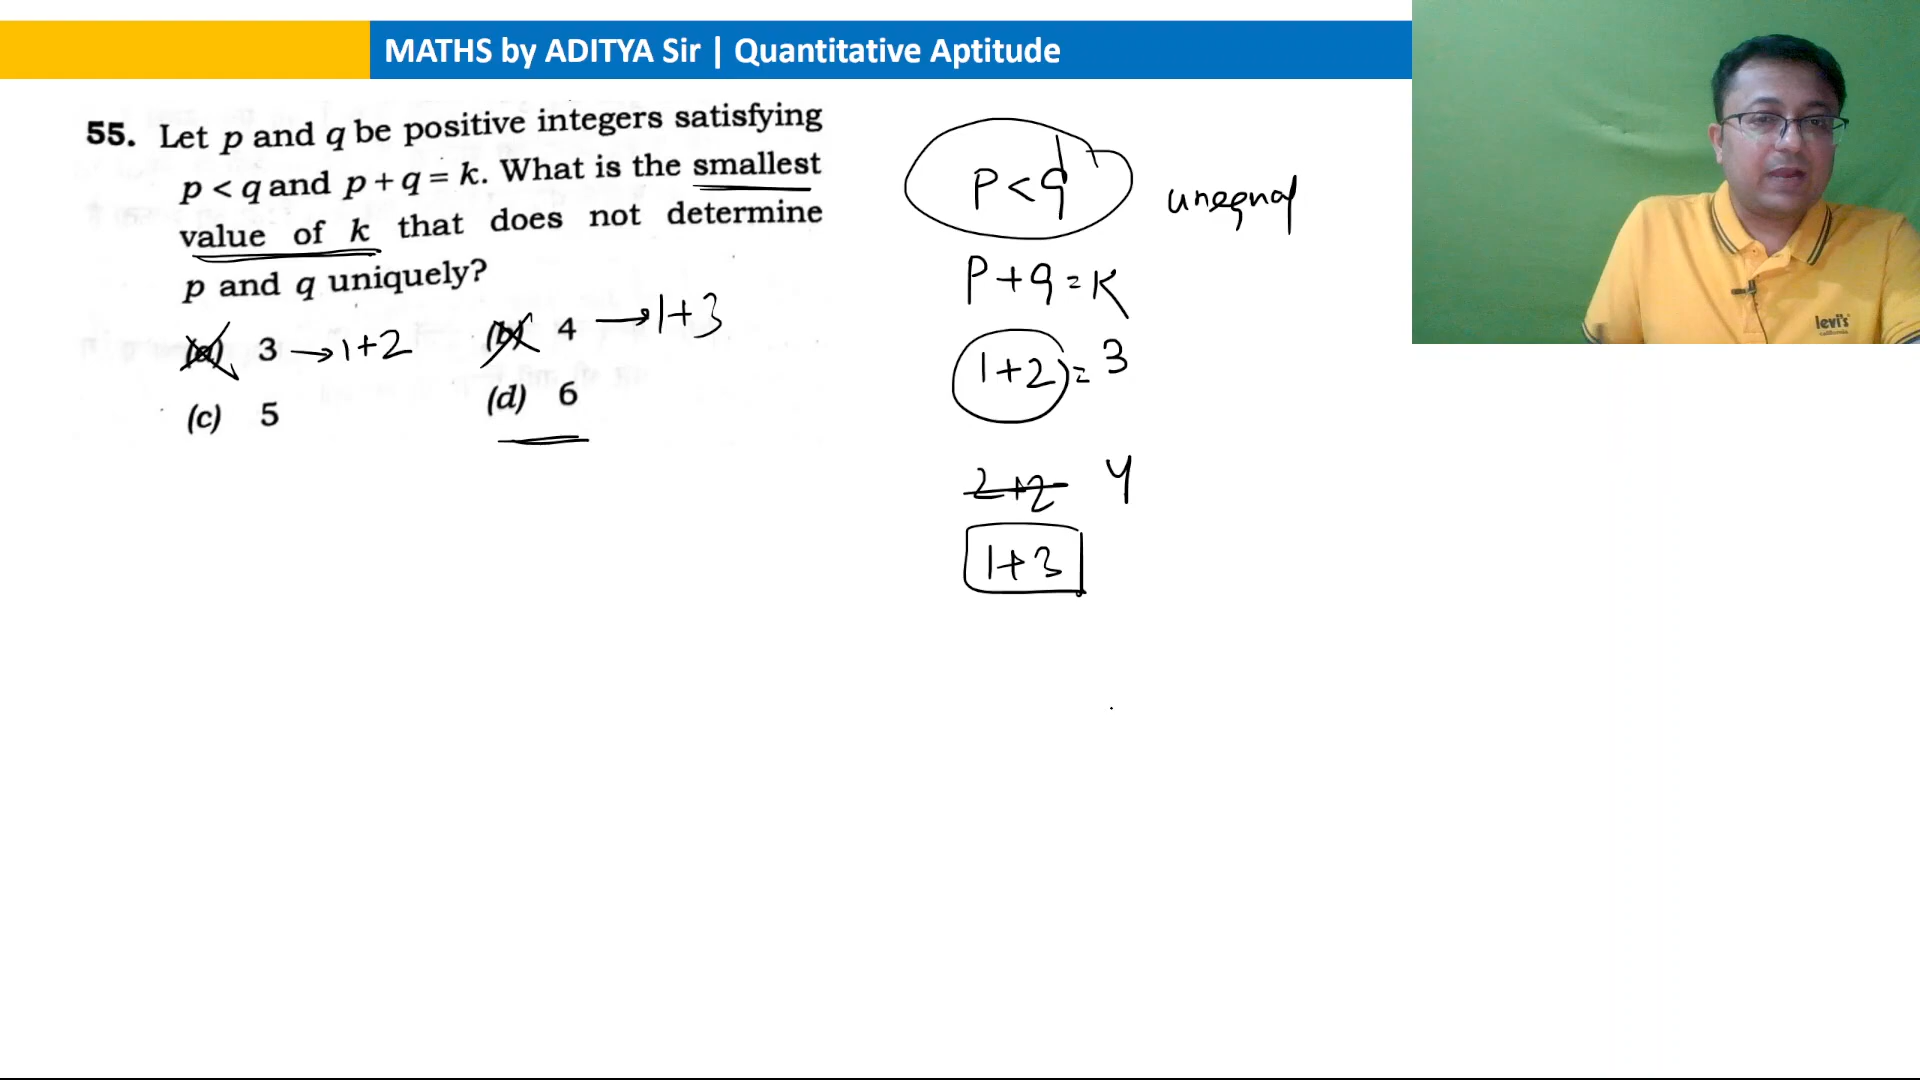 MATHS by ADITYA Sir | Quantitative Aptitude
55. Let p and q be positive integers satisfying
p < q and p + q = k. What is the smallest
value of k that does not determine
p and q uniquely?
(a) 3 → 1+2
(b) 4 → 1+3
(c) 5
(d) 6
P < q
unequal
P + q = K
1+2 = 3
2+2 4
1+3
levi's